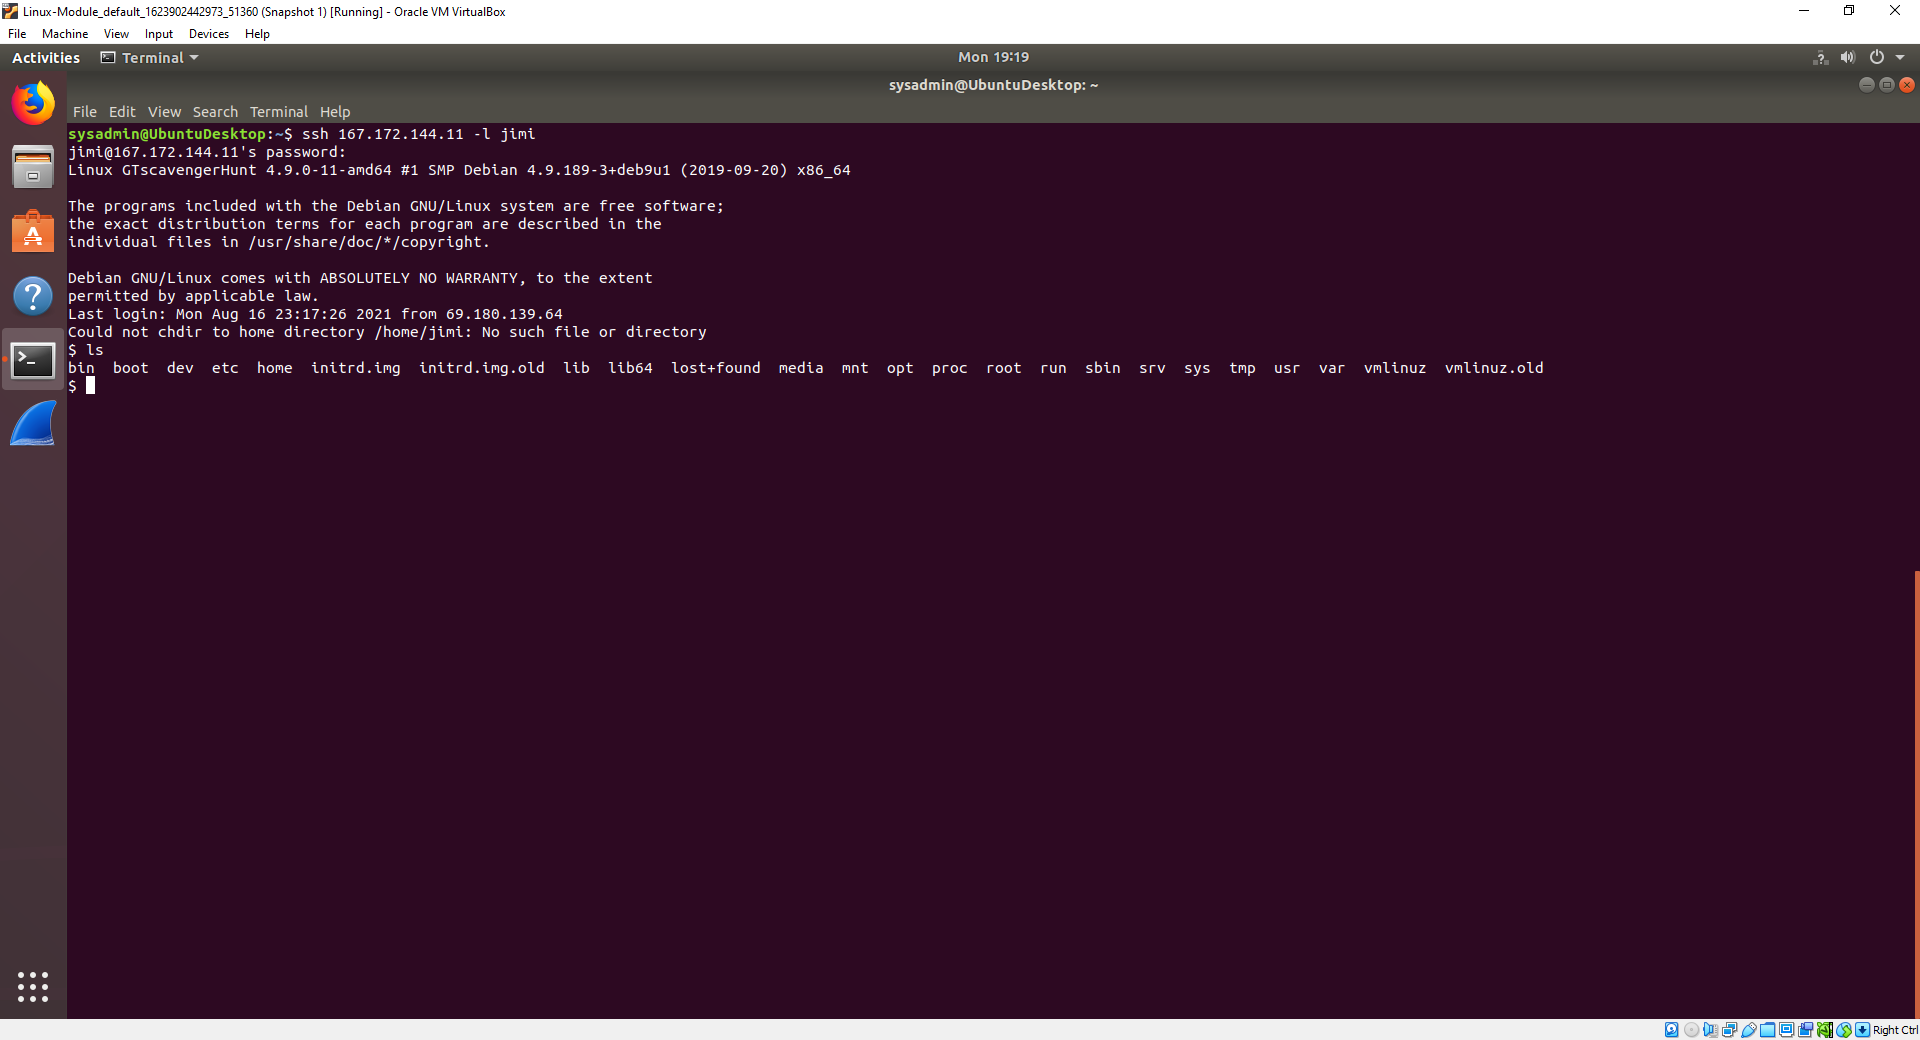 Linux-Module_default_1623902442973_51360 (Snapshot 1) [Running] - Oracle VM VirtualBox
File Machine View Input Devices Help
Activities Terminal Mon 19:19
sysadmin@UbuntuDesktop: ~
File Edit View Search Terminal Help
sysadmin@UbuntuDesktop:~$ ssh 167.172.144.11 -l jimi
jimi@167.172.144.11's password:
Linux GTscavengerHunt 4.9.0-11-amd64 #1 SMP Debian 4.9.189-3+deb9u1 (2019-09-20) x86_64
The programs included with the Debian GNU/Linux system are free software;
the exact distribution terms for each program are described in the
individual files in /usr/share/doc/*/copyright.
Debian GNU/Linux comes with ABSOLUTELY NO WARRANTY, to the extent
permitted by applicable law.
Last login: Mon Aug 16 23:17:26 2021 from 69.180.139.64
Could not chdir to home directory /home/jimi: No such file or directory
$ ls
bin boot dev etc home initrd.img initrd.img.old lib lib64 lost+found media mnt opt proc root run sbin srv sys tmp usr var vmlinuz vmlinuz.old
$
Right Ctrl